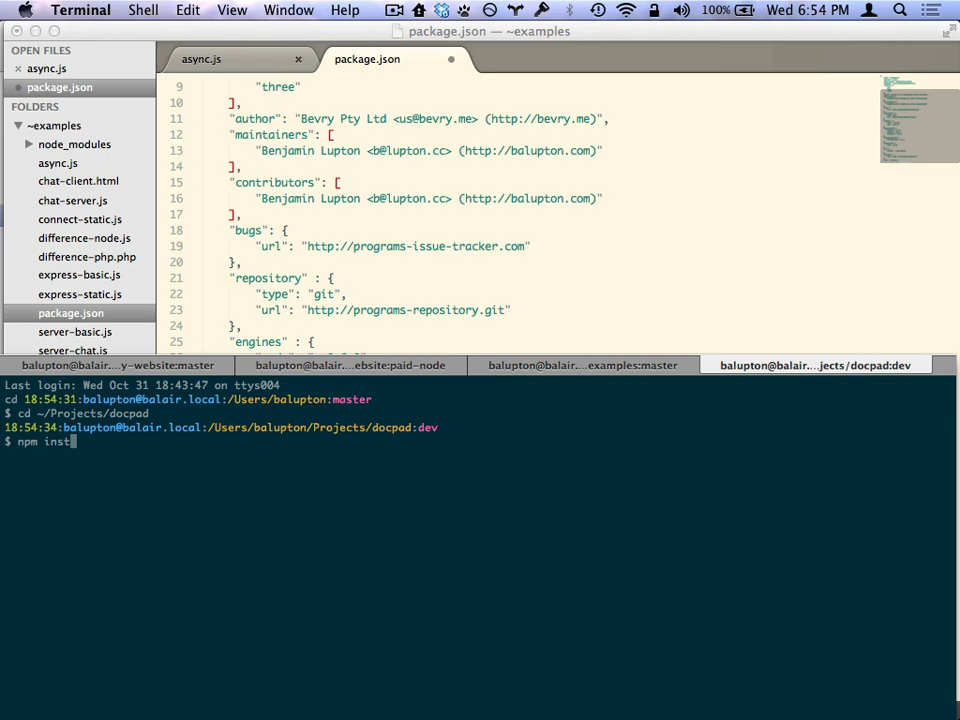 Terminal Shell Edit View Window Help 100% Wed 6:54 PM
package.json — ~examples
OPEN FILES
async.js
package.json
FOLDERS
~examples
node_modules
async.js
chat-client.html
chat-server.js
connect-static.js
difference-node.js
difference-php.php
express-basic.js
express-static.js
package.json
server-basic.js
server-chat.js
async.js package.json
9 "three"
10 ],
11 "author": "Bevry Pty Ltd <us@bevry.me> (http://bevry.me)",
12 "maintainers": [
13 "Benjamin Lupton <b@lupton.cc> (http://balupton.com)"
14 ],
15 "contributors": [
16 "Benjamin Lupton <b@lupton.cc> (http://balupton.com)"
17 ],
18 "bugs": {
19 "url": "http://programs-issue-tracker.com"
20 },
21 "repository" : {
22 "type": "git",
23 "url": "http://programs-repository.git"
24 },
25 "engines" : {
balupton@balair....y-website:master balupton@balair....ebsite:paid-node balupton@balair....examples:master balupton@balair....jects/docpad:dev
Last login: Wed Oct 31 18:43:47 on ttys004
cd 18:54:31:balupton@balair.local:/Users/balupton:master
$ cd ~/Projects/docpad
18:54:34:balupton@balair.local:/Users/balupton/Projects/docpad:dev
$ npm inst